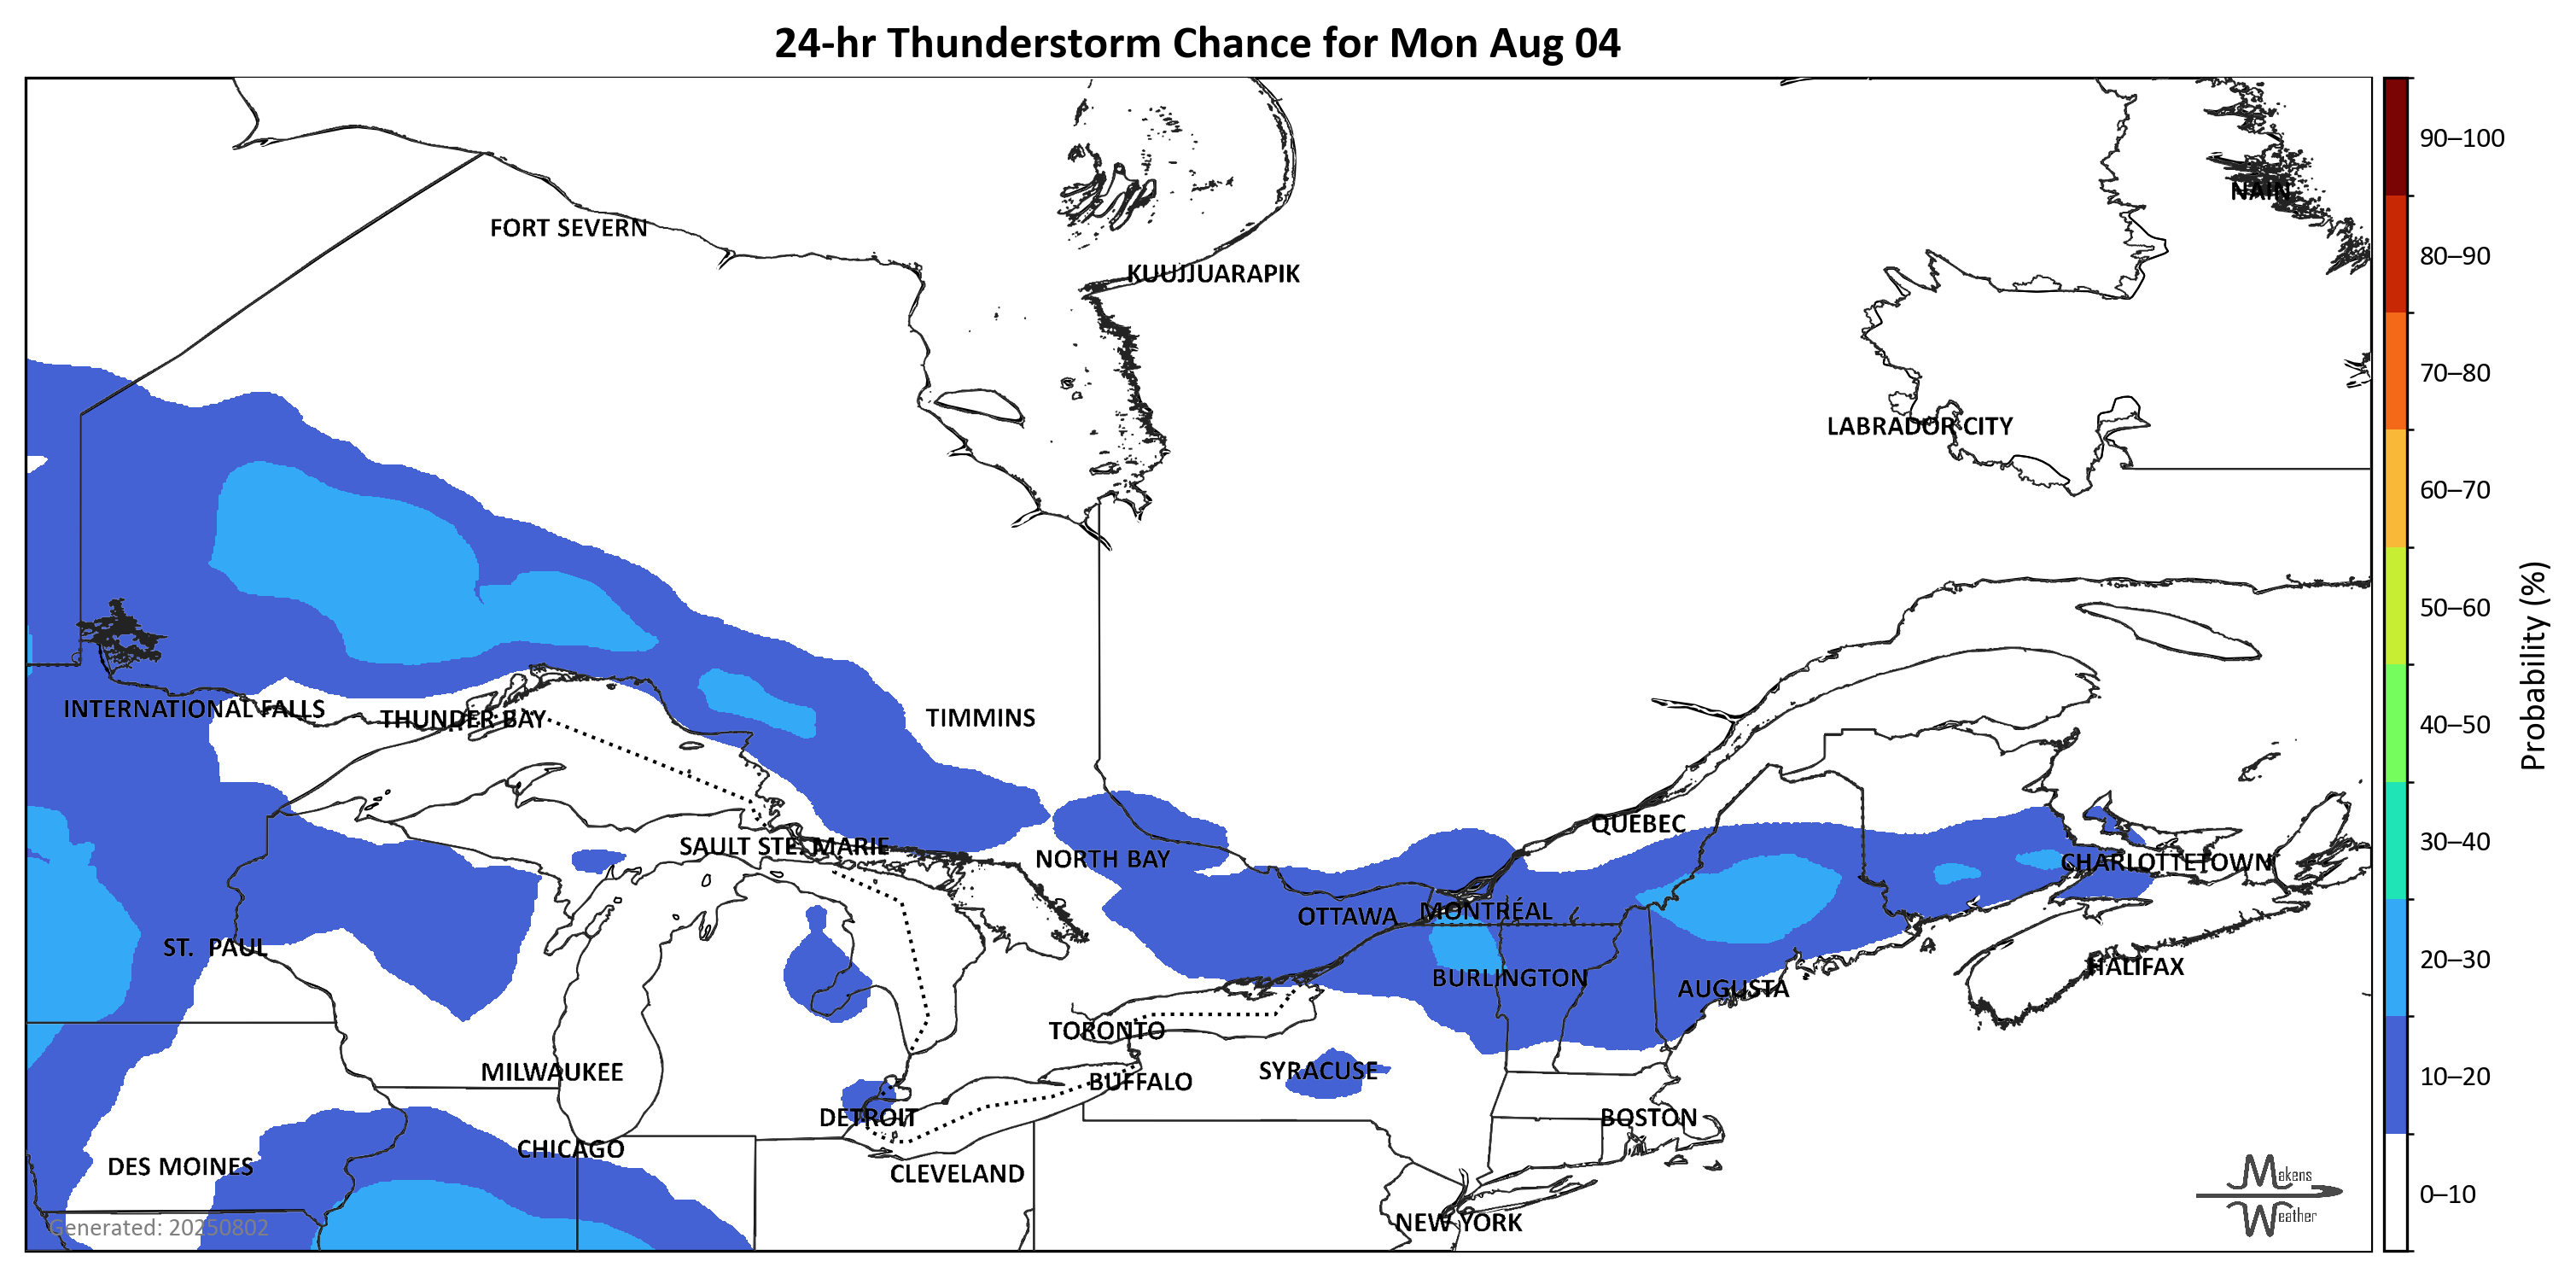 24-hr Thunderstorm Chance for Mon Aug 04
90–100
NAIN
FORT SEVERN
80–90
KUUJJUARAPIK
70–80
LABRADOR CITY
60–70
50–60
Probability (%)
INTERNATIONAL FALLS
THUNDER BAY
TIMMINS
40–50
QUEBEC
SAULT STE. MARIE
30–40
NORTH BAY
CHARLOTTETOWN
OTTAWA
MONTRÉAL
ST. PAUL
20–30
HALIFAX
BURLINGTON
AUGUSTA
TORONTO
MILWAUKEE
SYRACUSE
BUFFALO
10–20
DETROIT
BOSTON
CHICAGO
DES MOINES
CLEVELAND
Makens
Weather
0–10
Generated: 20250802
NEW YORK